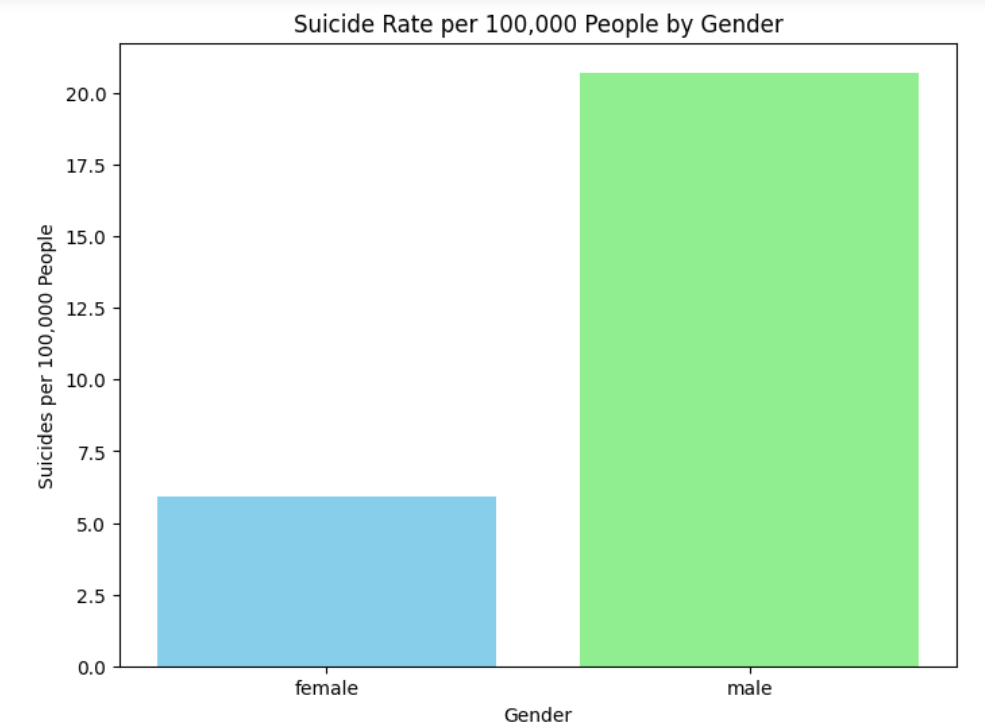 Suicide Rate per 100,000 People by Gender
Suicides per 100,000 People
20.0
17.5
15.0
12.5
10.0
7.5
5.0
2.5
0.0
female
male
Gender